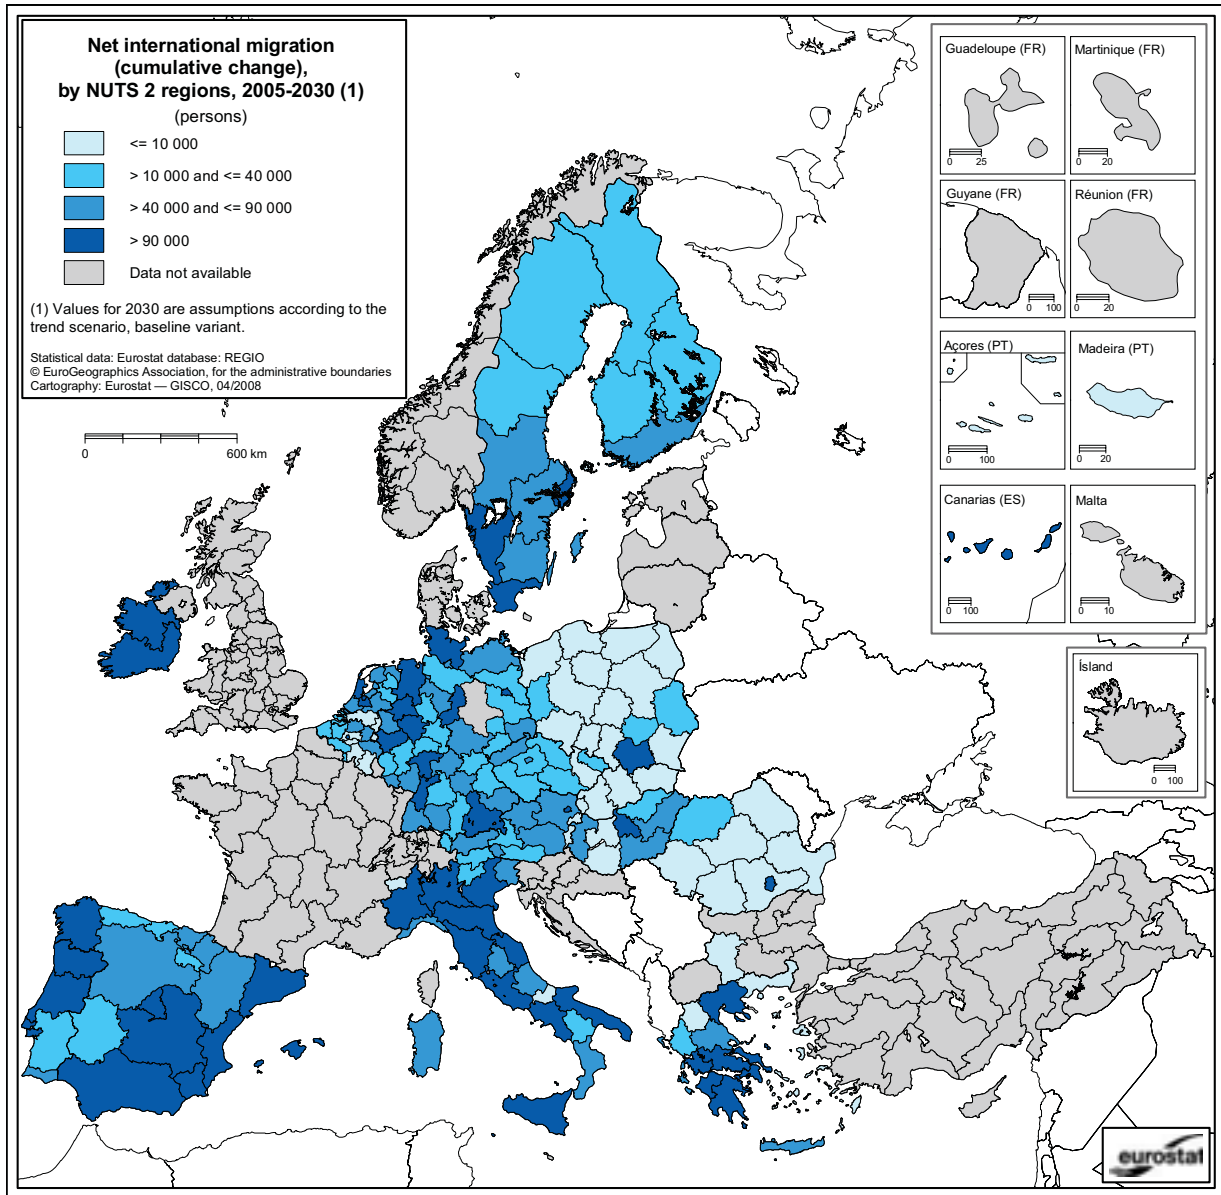 Net international migration
(cumulative change),
by NUTS 2 regions, 2005-2030 (1)
(persons)
<= 10 000
> 10 000 and <= 40 000
> 40 000 and <= 90 000
> 90 000
Data not available
(1) Values for 2030 are assumptions according to the
trend scenario, baseline variant.
Statistical data: Eurostat database: REGIO
© EuroGeographics Association, for the administrative boundaries
Cartography: Eurostat — GISCO, 04/2008
0 600 km
Guadeloupe (FR)
0 25
Martinique (FR)
0 20
Guyane (FR)
0 100
Réunion (FR)
0 20
Açores (PT)
0 100
Madeira (PT)
0 20
Canarias (ES)
0 100
Malta
0 10
Ísland
0 100
eurostat